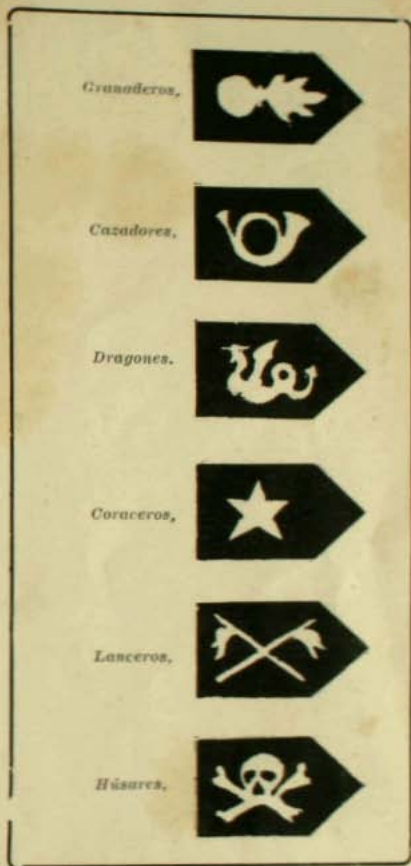 Granaderos,
Cazadores,
Dragones.
Coraceros,
Lanceros.
Húsares,